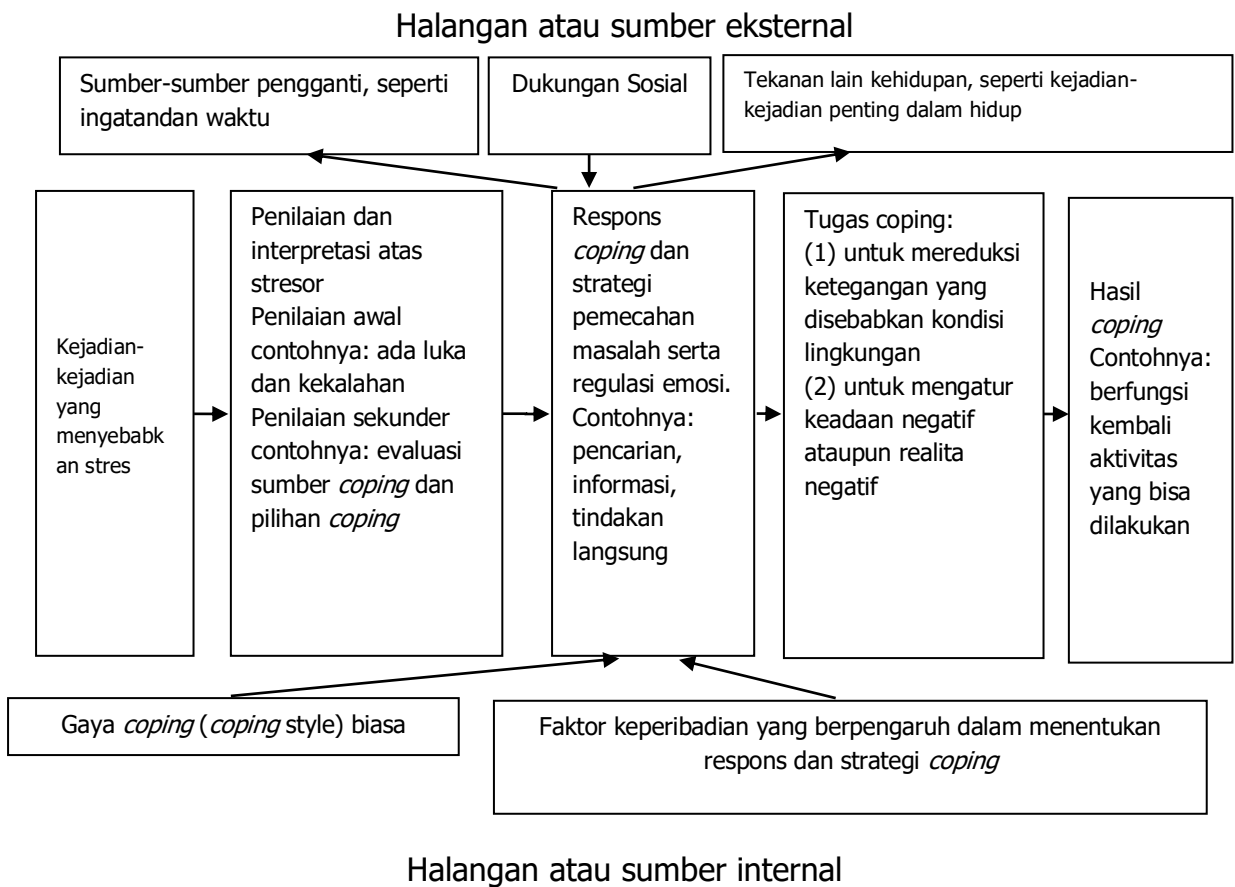 Halangan atau sumber eksternal
Sumber-sumber pengganti, seperti
ingatandan waktu
Dukungan Sosial
Tekanan lain kehidupan, seperti kejadian-
kejadian penting dalam hidup
Kejadian-
kejadian
yang
menyebabk
an stres
Penilaian dan
interpretasi atas
stresor
Penilaian awal
contohnya: ada luka
dan kekalahan
Penilaian sekunder
contohnya: evaluasi
sumber coping dan
pilihan coping
Respons
coping dan
strategi
pemecahan
masalah serta
regulasi emosi.
Contohnya:
pencarian,
informasi,
tindakan
langsung
Tugas coping:
(1) untuk mereduksi
ketegangan yang
disebabkan kondisi
lingkungan
(2) untuk mengatur
keadaan negatif
ataupun realita
negatif
Hasil
coping
Contohnya:
berfungsi
kembali
aktivitas
yang bisa
dilakukan
Gaya coping (coping style) biasa
Faktor keperibadian yang berpengaruh dalam menentukan
respons dan strategi coping
Halangan atau sumber internal